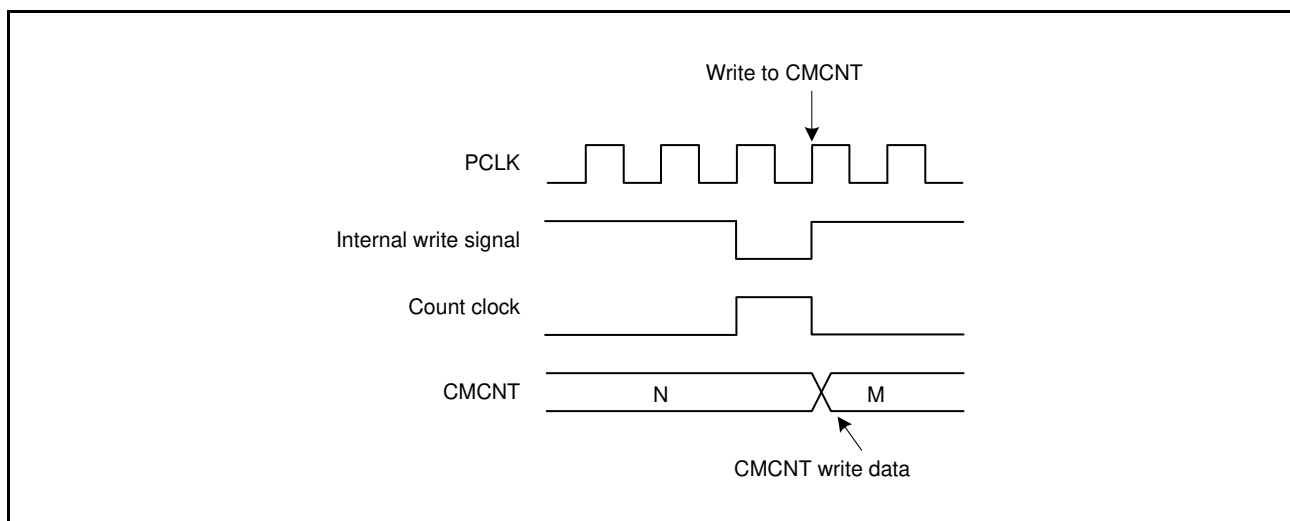 Write to CMCNT
PCLK
Internal write signal
Count clock
CMCNT
N
M
CMCNT write data